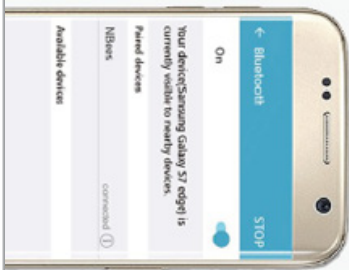 ← Bluetooth STOP
On
Your device(Samsung Galaxy S7 edge) is
currently visible to nearby devices.
Paired devices
NBees connected ⓘ
Available devices